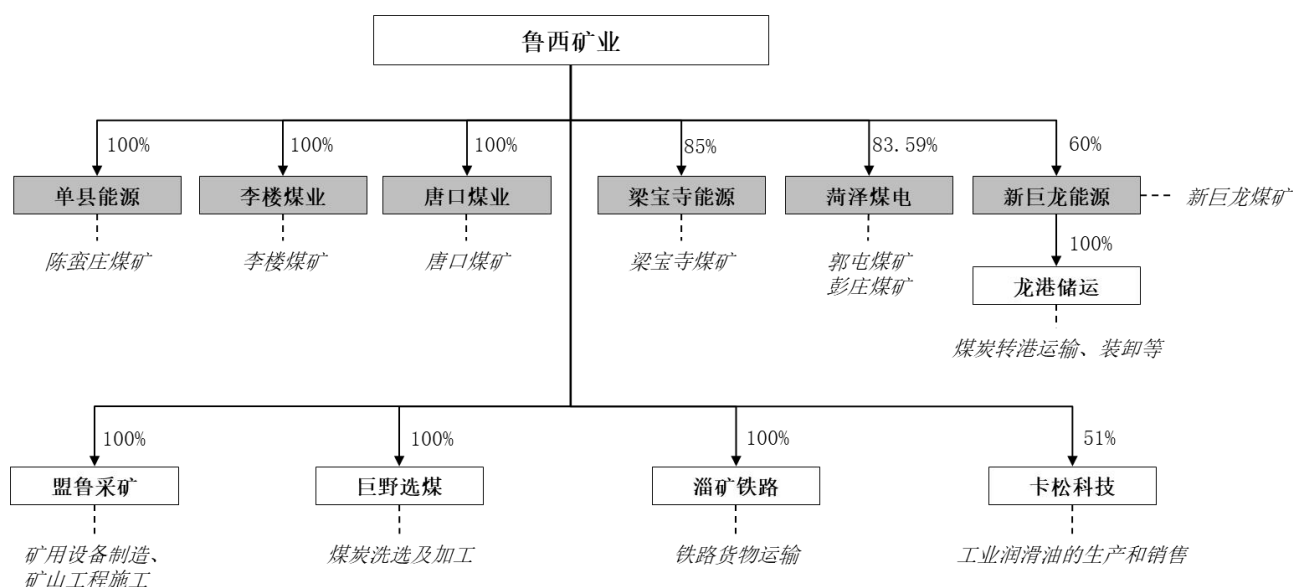 鲁西矿业
100%
100%
100%
85%
83.59%
60%
单县能源
李楼煤业
唐口煤业
梁宝寺能源
菏泽煤电
新巨龙能源
新巨龙煤矿
陈蛮庄煤矿
李楼煤矿
唐口煤矿
梁宝寺煤矿
郭屯煤矿
彭庄煤矿
100%
龙港储运
煤炭转港运输、装卸等
100%
100%
100%
51%
盟鲁采矿
巨野选煤
淄矿铁路
卡松科技
矿用设备制造、
矿山工程施工
煤炭洗选及加工
铁路货物运输
工业润滑油的生产和销售